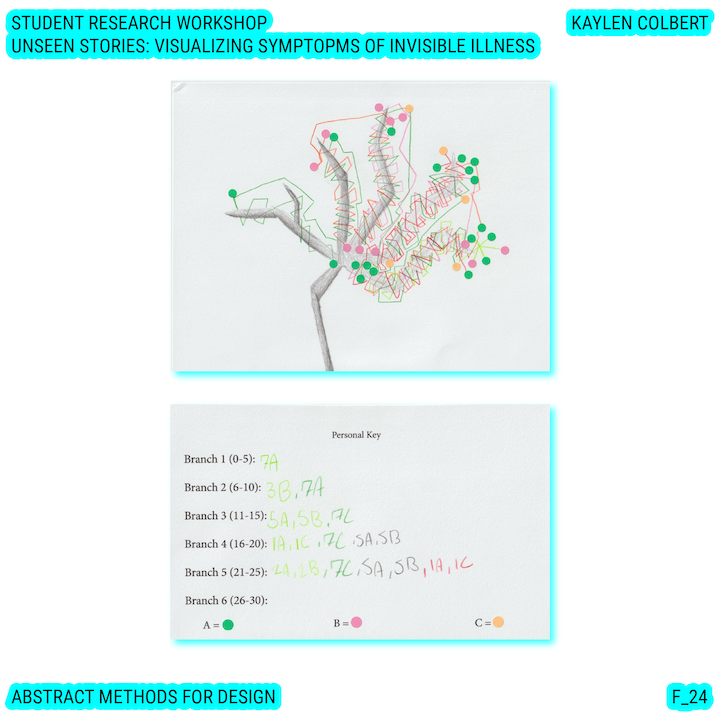 STUDENT RESEARCH WORKSHOP
KAYLEN COLBERT
UNSEEN STORIES: VISUALIZING SYMPTOPMS OF INVISIBLE ILLNESS
Personal Key
Branch 1 (0-5): 7A
Branch 2 (6-10): 3B, 7A
Branch 3 (11-15): 5A, 5B, 7C
Branch 4 (16-20): 1A, 1C, 7C, 5A, 5B
Branch 5 (21-25): 7C, 5A, 5B, 1A, 1C
Branch 6 (26-30):
A = B = C =
ABSTRACT METHODS FOR DESIGN
F_24